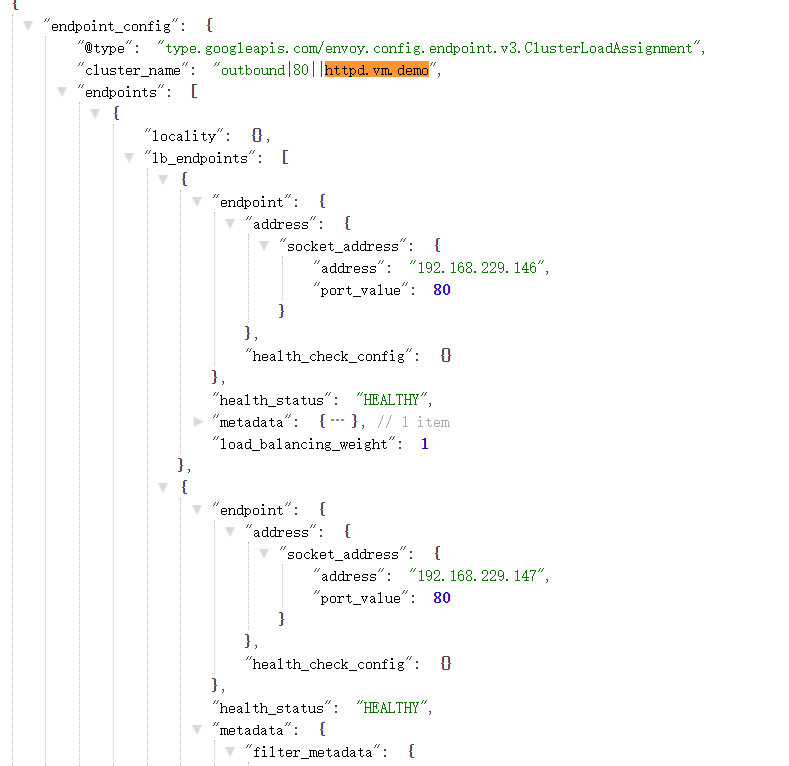 {
"endpoint_config": {
"@type": "type.googleapis.com/envoy.config.endpoint.v3.ClusterLoadAssignment",
"cluster_name": "outbound|80||httpd.vm.demo",
"endpoints": [
{
"locality": {},
"lb_endpoints": [
{
"endpoint": {
"address": {
"socket_address": {
"address": "192.168.229.146",
"port_value": 80
}
},
"health_check_config": {}
},
"health_status": "HEALTHY",
"metadata": {...}, // 1 item
"load_balancing_weight": 1
},
{
"endpoint": {
"address": {
"socket_address": {
"address": "192.168.229.147",
"port_value": 80
}
},
"health_check_config": {}
},
"health_status": "HEALTHY",
"metadata": {
"filter_metadata": {